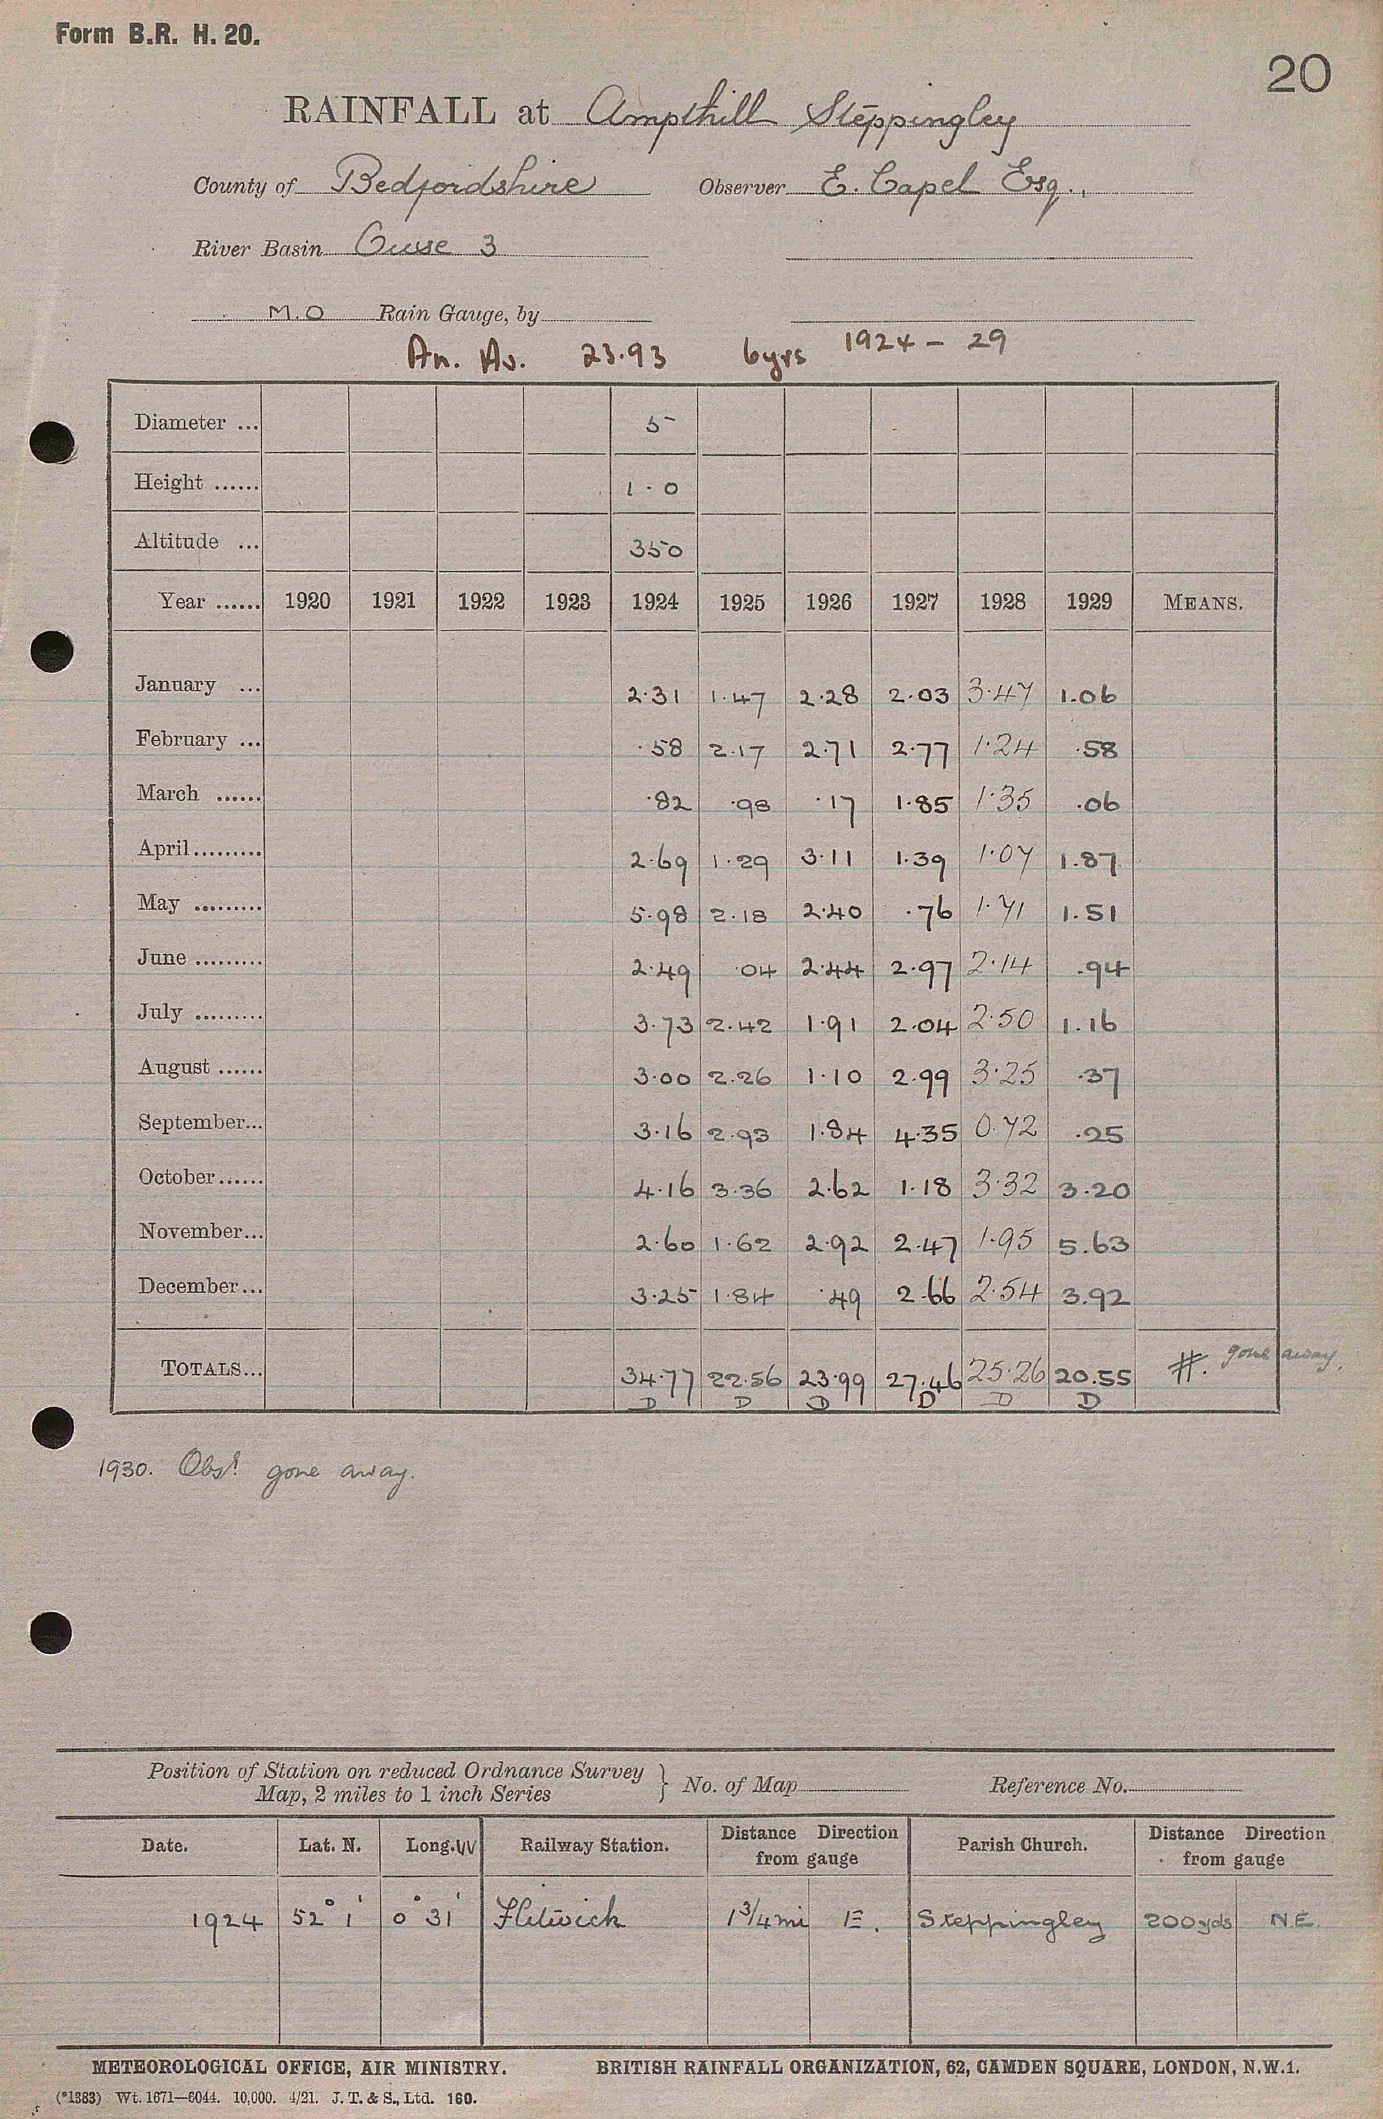 Form B.R. H. 20.
20
RAINFALL at Ampthill Steppingley
County of Bedfordshire Observer E. Capel Esq.,
River Basin Ouse 3
M.O Rain Gauge, by
An. Av. 23.93 6yrs 1924 – 29
Diameter ... 5
Height ...... 1.0
Altitude ... 350
Year ...... 1920 1921 1922 1923 1924 1925 1926 1927 1928 1929 MEANS.
January ... 2.31 1.47 2.28 2.03 3.47 1.06
February ... .58 2.17 2.71 2.77 1.24 .58
March ...... .82 .98 .17 1.85 1.35 .06
April......... 2.69 1.29 3.11 1.39 1.07 1.87
May ......... 5.98 2.18 2.40 .76 1.71 1.51
June ......... 2.49 .04 2.44 2.97 2.14 .94
July ......... 3.73 2.42 1.91 2.04 2.50 1.16
August ...... 3.00 2.26 1.10 2.99 3.25 .37
September... 3.16 2.93 1.84 4.35 0.72 .25
October...... 4.16 3.36 2.62 1.18 3.32 3.20
November... 2.60 1.62 2.92 2.47 1.95 5.63
December... 3.25 1.84 .49 2.66 2.54 3.92
TOTALS... 34.77 22.56 23.99 27.46 25.26 20.55 #. gone away.
D D D D D D
1930. Obsr. gone away.
Position of Station on reduced Ordnance Survey
Map, 2 miles to 1 inch Series } No. of Map Reference No.
Date. Lat. N. Long. W Railway Station. Distance Direction from gauge Parish Church. Distance Direction from gauge
1924 52° 1' 0° 31' Flitwick 1 3/4 mi E. Steppingley 200 yds N.E.
METEOROLOGICAL OFFICE, AIR MINISTRY. BRITISH RAINFALL ORGANIZATION, 62, CAMDEN SQUARE, LONDON, N.W.1.
(*1383) Wt. 1671—6044. 10,000. 4/21. J. T. & S., Ltd. 160.